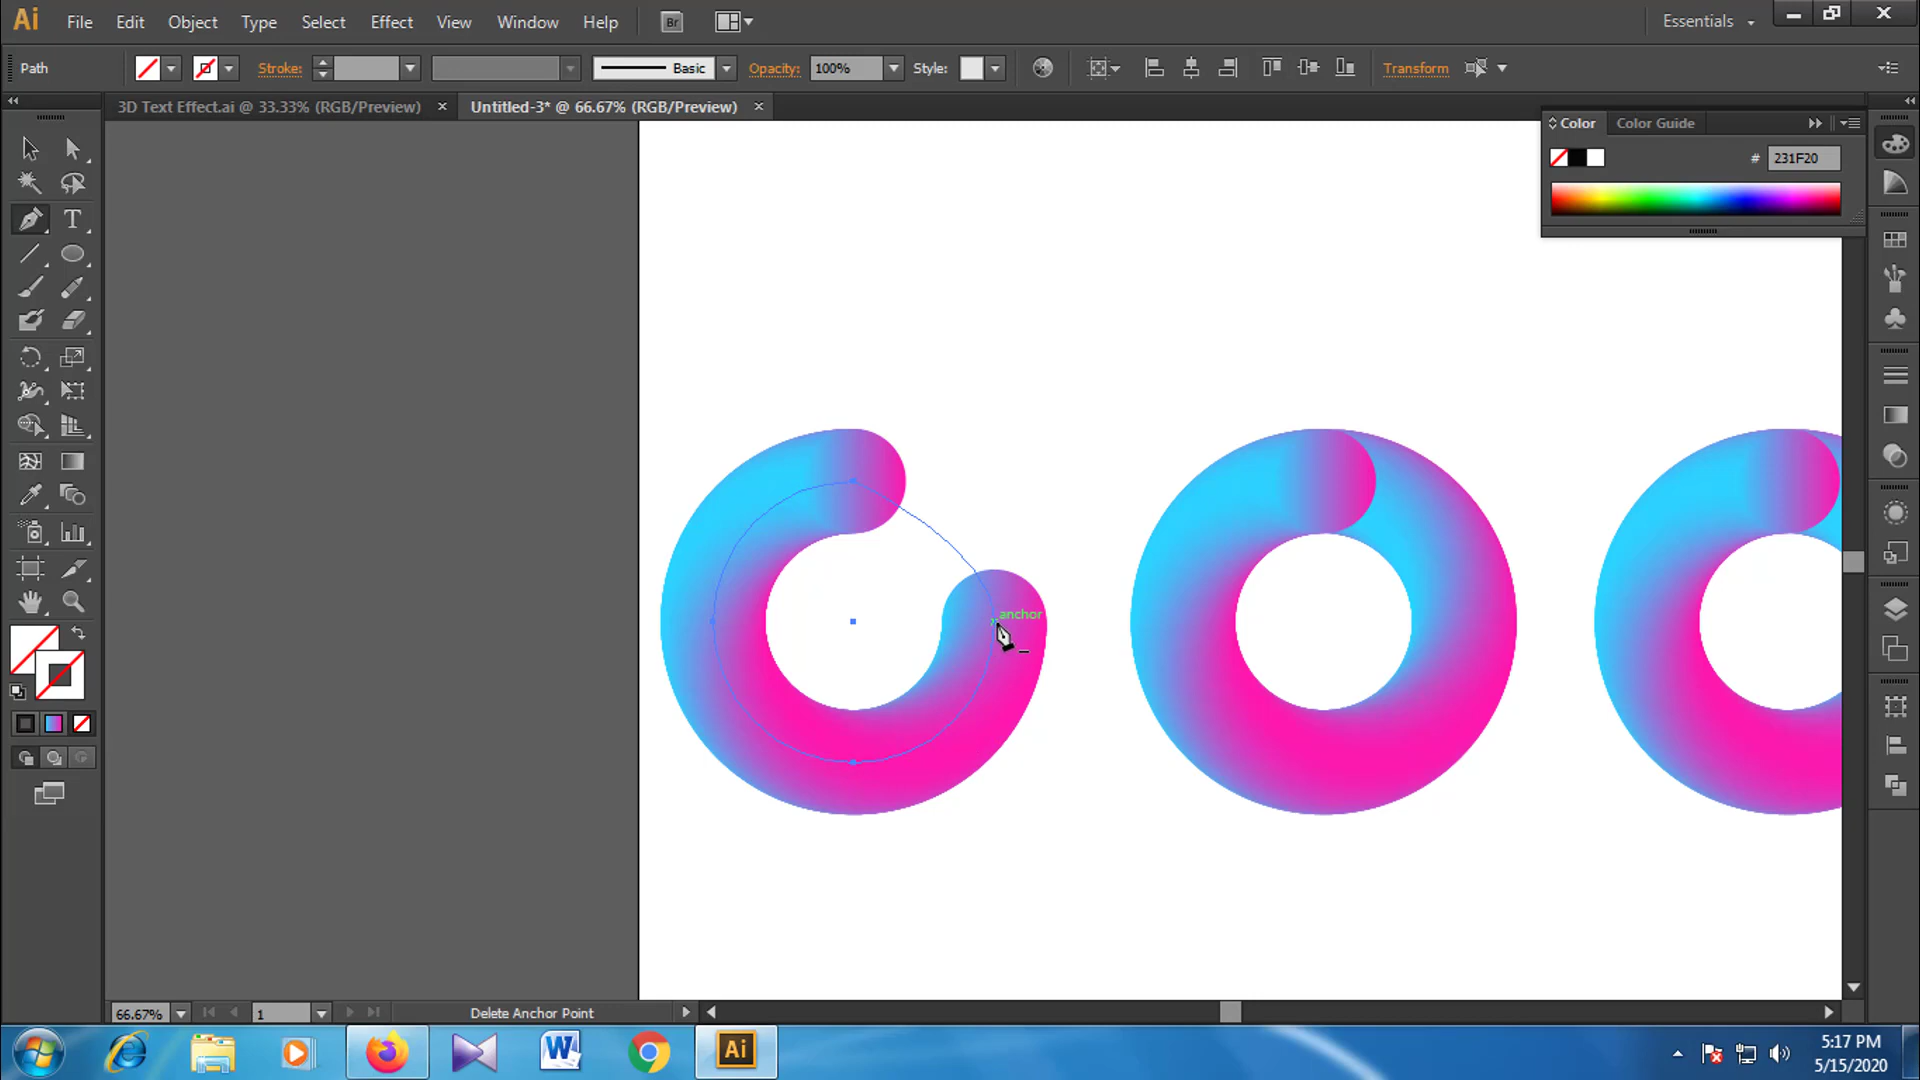 Ai File Edit Object Type Select Effect View Window Help Br Essentials
Path Stroke: Basic Opacity: 100% Style: Transform
3D Text Effect.ai @ 33.33% (RGB/Preview) × Untitled-3* @ 66.67% (RGB/Preview) ×
Color Color Guide
# 231F20
T
anchor
66.67% 1 Delete Anchor Point
W Ai
5:17 PM
5/15/2020